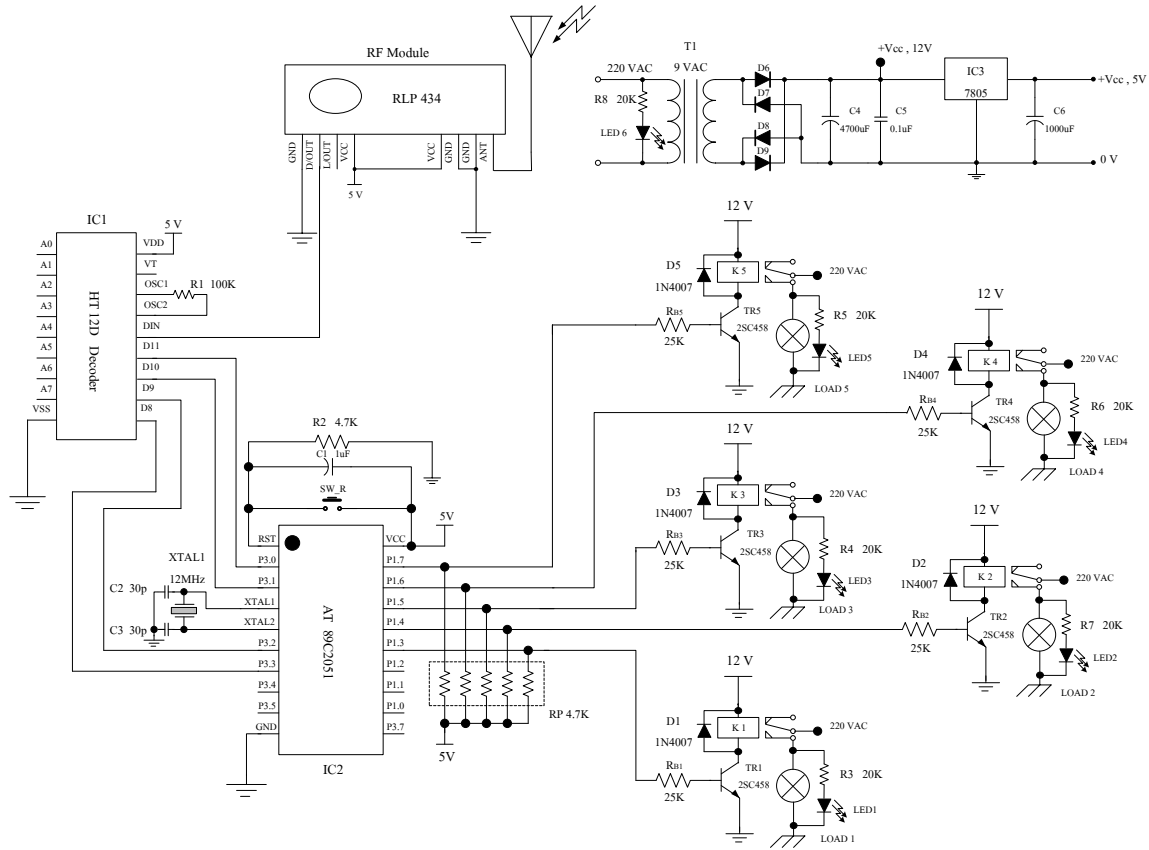 RF Module
RLP 434
GND
D/OUT
L/OUT
VCC
VCC
GND
GND
ANT
5 V
T1
220 VAC
9 VAC
R8 20K
LED 6
D6
D7
D8
D9
+Vcc , 12V
C4
4700uF
C5
0.1uF
IC3
7805
C6
1000uF
+Vcc , 5V
0 V
IC1
5 V
HT 12D Decoder
A0
A1
A2
A3
A4
A5
A6
A7
VSS
VDD
VT
OSC1
OSC2
DIN
D11
D10
D9
D8
R1 100K
R2 4.7K
C1 1uF
SW_R
5V
XTAL1
12MHz
C2 30p
C3 30p
AT 89C2051
RST
P3.0
P3.1
XTAL1
XTAL2
P3.2
P3.3
P3.4
P3.5
GND
VCC
P1.7
P1.6
P1.5
P1.4
P1.3
P1.2
P1.1
P1.0
P3.7
IC2
RP 4.7K
5V
12 V
D5
1N4007
K 5
220 VAC
RB5
25K
TR5
2SC458
R5 20K
LED5
LOAD 5
12 V
D4
1N4007
K 4
220 VAC
RB4
25K
TR4
2SC458
R6 20K
LED4
LOAD 4
12 V
D3
1N4007
K 3
220 VAC
RB3
25K
TR3
2SC458
R4 20K
LED3
LOAD 3
12 V
D2
1N4007
K 2
220 VAC
RB2
25K
TR2
2SC458
R7 20K
LED2
LOAD 2
12 V
D1
1N4007
K 1
220 VAC
RB1
25K
TR1
2SC458
R3 20K
LED1
LOAD 1